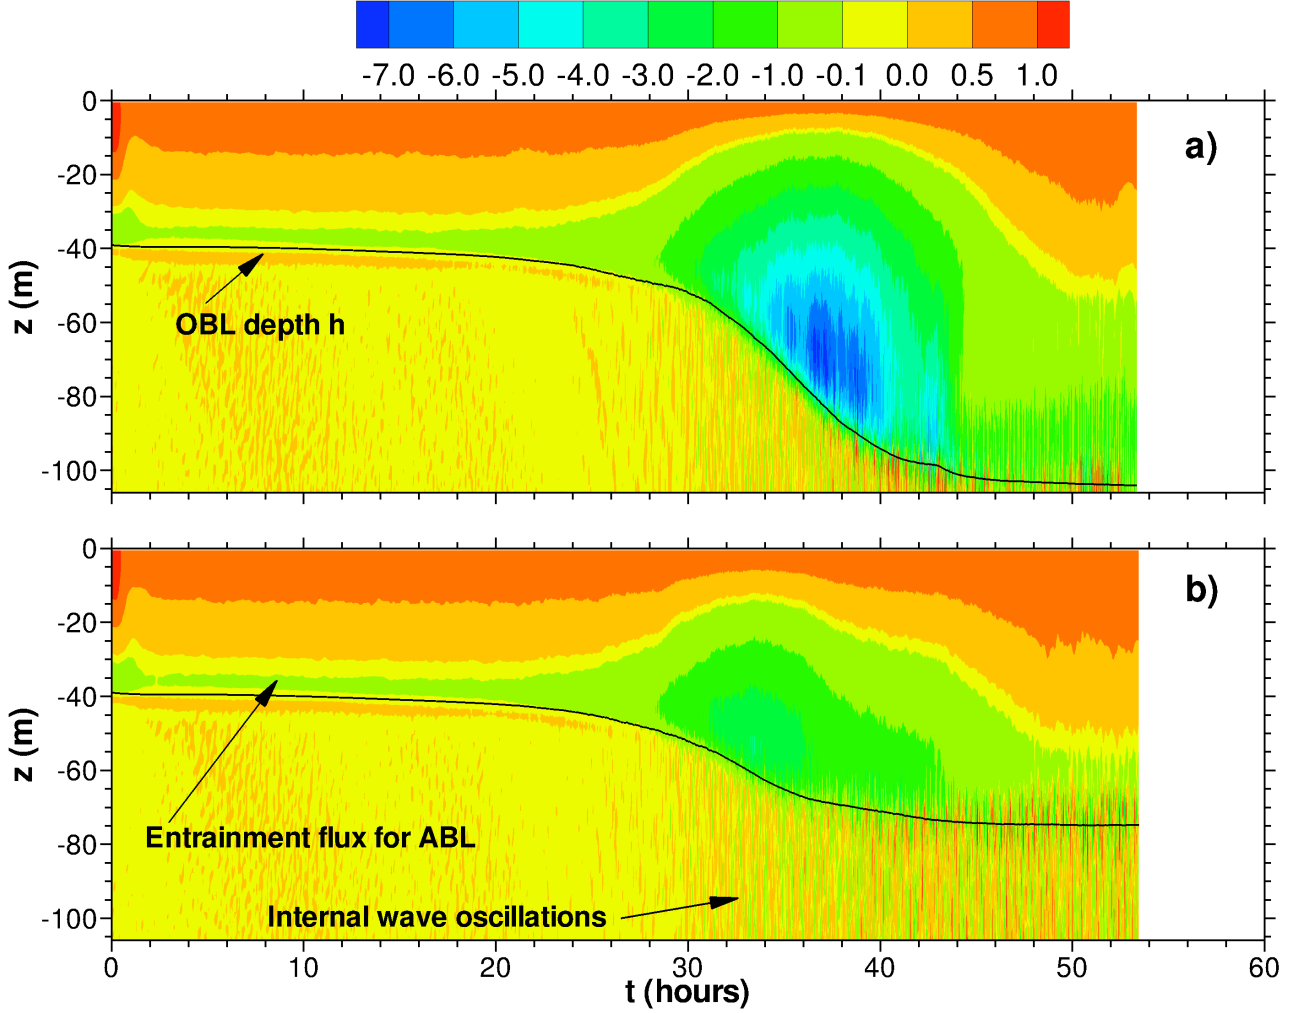 -7.0 -6.0 -5.0 -4.0 -3.0 -2.0 -1.0 -0.1 0.0 0.5 1.0
a)
0
-20
-40
-60
-80
-100
z (m)
OBL depth h
b)
0
-20
-40
-60
-80
-100
z (m)
Entrainment flux for ABL
Internal wave oscillations
0 10 20 30 40 50 60
t (hours)